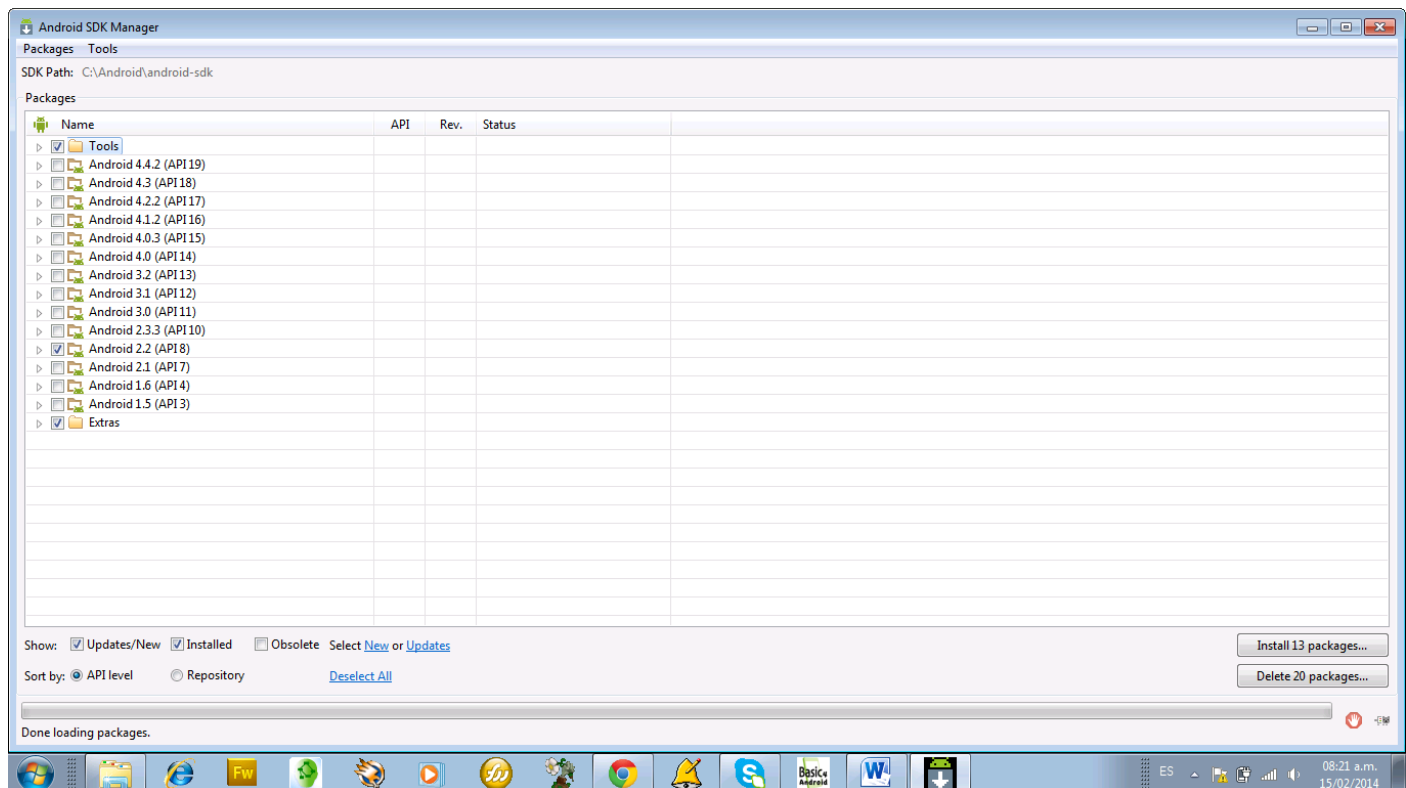 Android SDK Manager
Packages Tools
SDK Path: C:\Android\android-sdk
Packages
Name API Rev. Status
Tools
Android 4.4.2 (API 19)
Android 4.3 (API 18)
Android 4.2.2 (API 17)
Android 4.1.2 (API 16)
Android 4.0.3 (API 15)
Android 4.0 (API 14)
Android 3.2 (API 13)
Android 3.1 (API 12)
Android 3.0 (API 11)
Android 2.3.3 (API 10)
Android 2.2 (API 8)
Android 2.1 (API 7)
Android 1.6 (API 4)
Android 1.5 (API 3)
Extras
Show: Updates/New Installed Obsolete Select New or Updates Install 13 packages...
Sort by: API level Repository Deselect All Delete 20 packages...
Done loading packages.
Fw Basic4 Android W ES 08:21 a.m.
15/02/2014